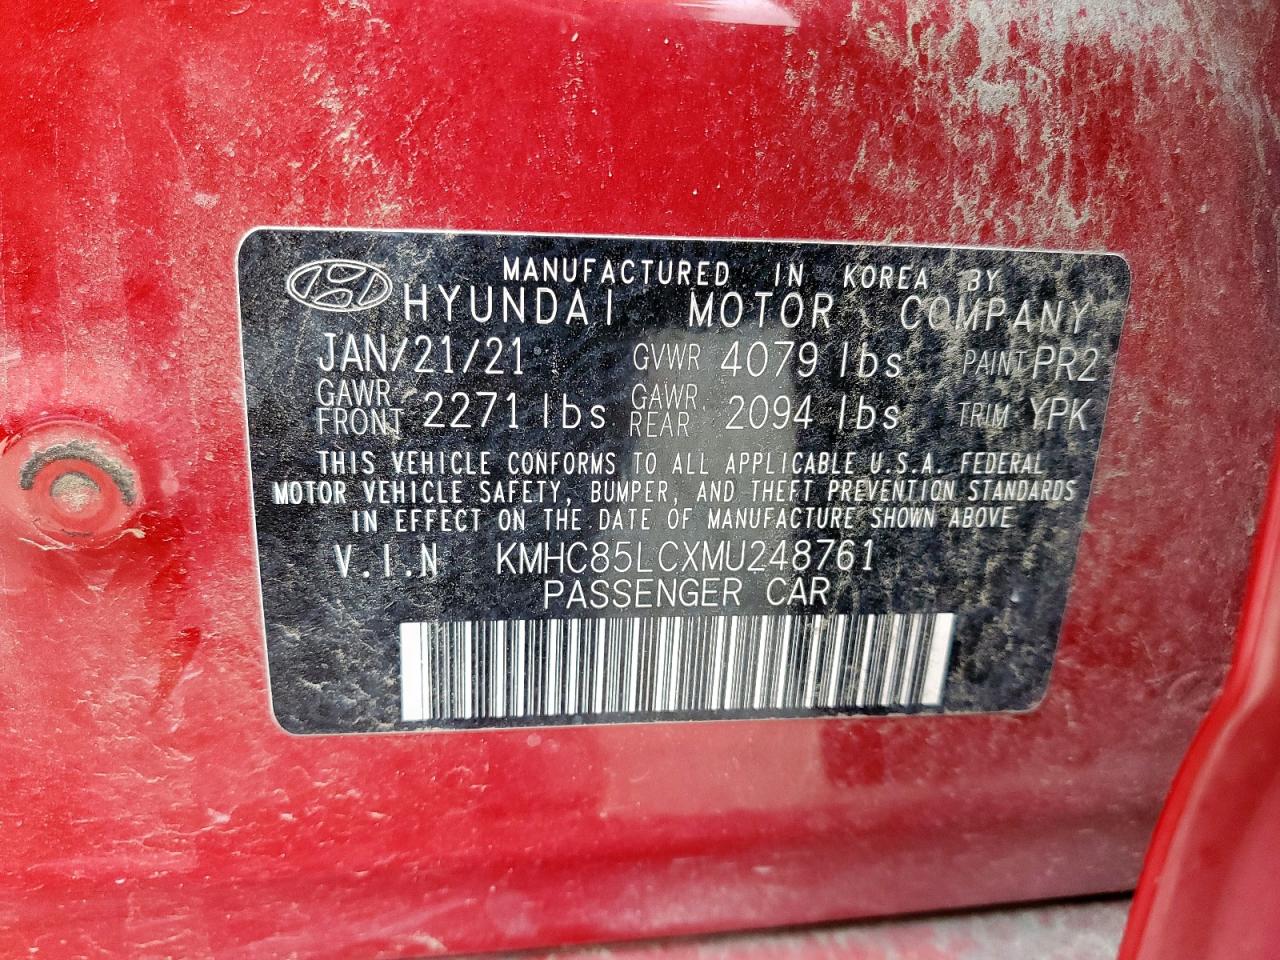 MANUFACTURED IN KOREA BY
HYUNDAI MOTOR COMPANY
JAN/21/21 GVWR 4079 lbs PAINT PR2
GAWR FRONT 2271 lbs GAWR REAR 2094 lbs TRIM YPK
THIS VEHICLE CONFORMS TO ALL APPLICABLE U.S.A. FEDERAL
MOTOR VEHICLE SAFETY, BUMPER, AND THEFT PREVENTION STANDARDS
IN EFFECT ON THE DATE OF MANUFACTURE SHOWN ABOVE
V.I.N KMHC85LCXMU248761
PASSENGER CAR